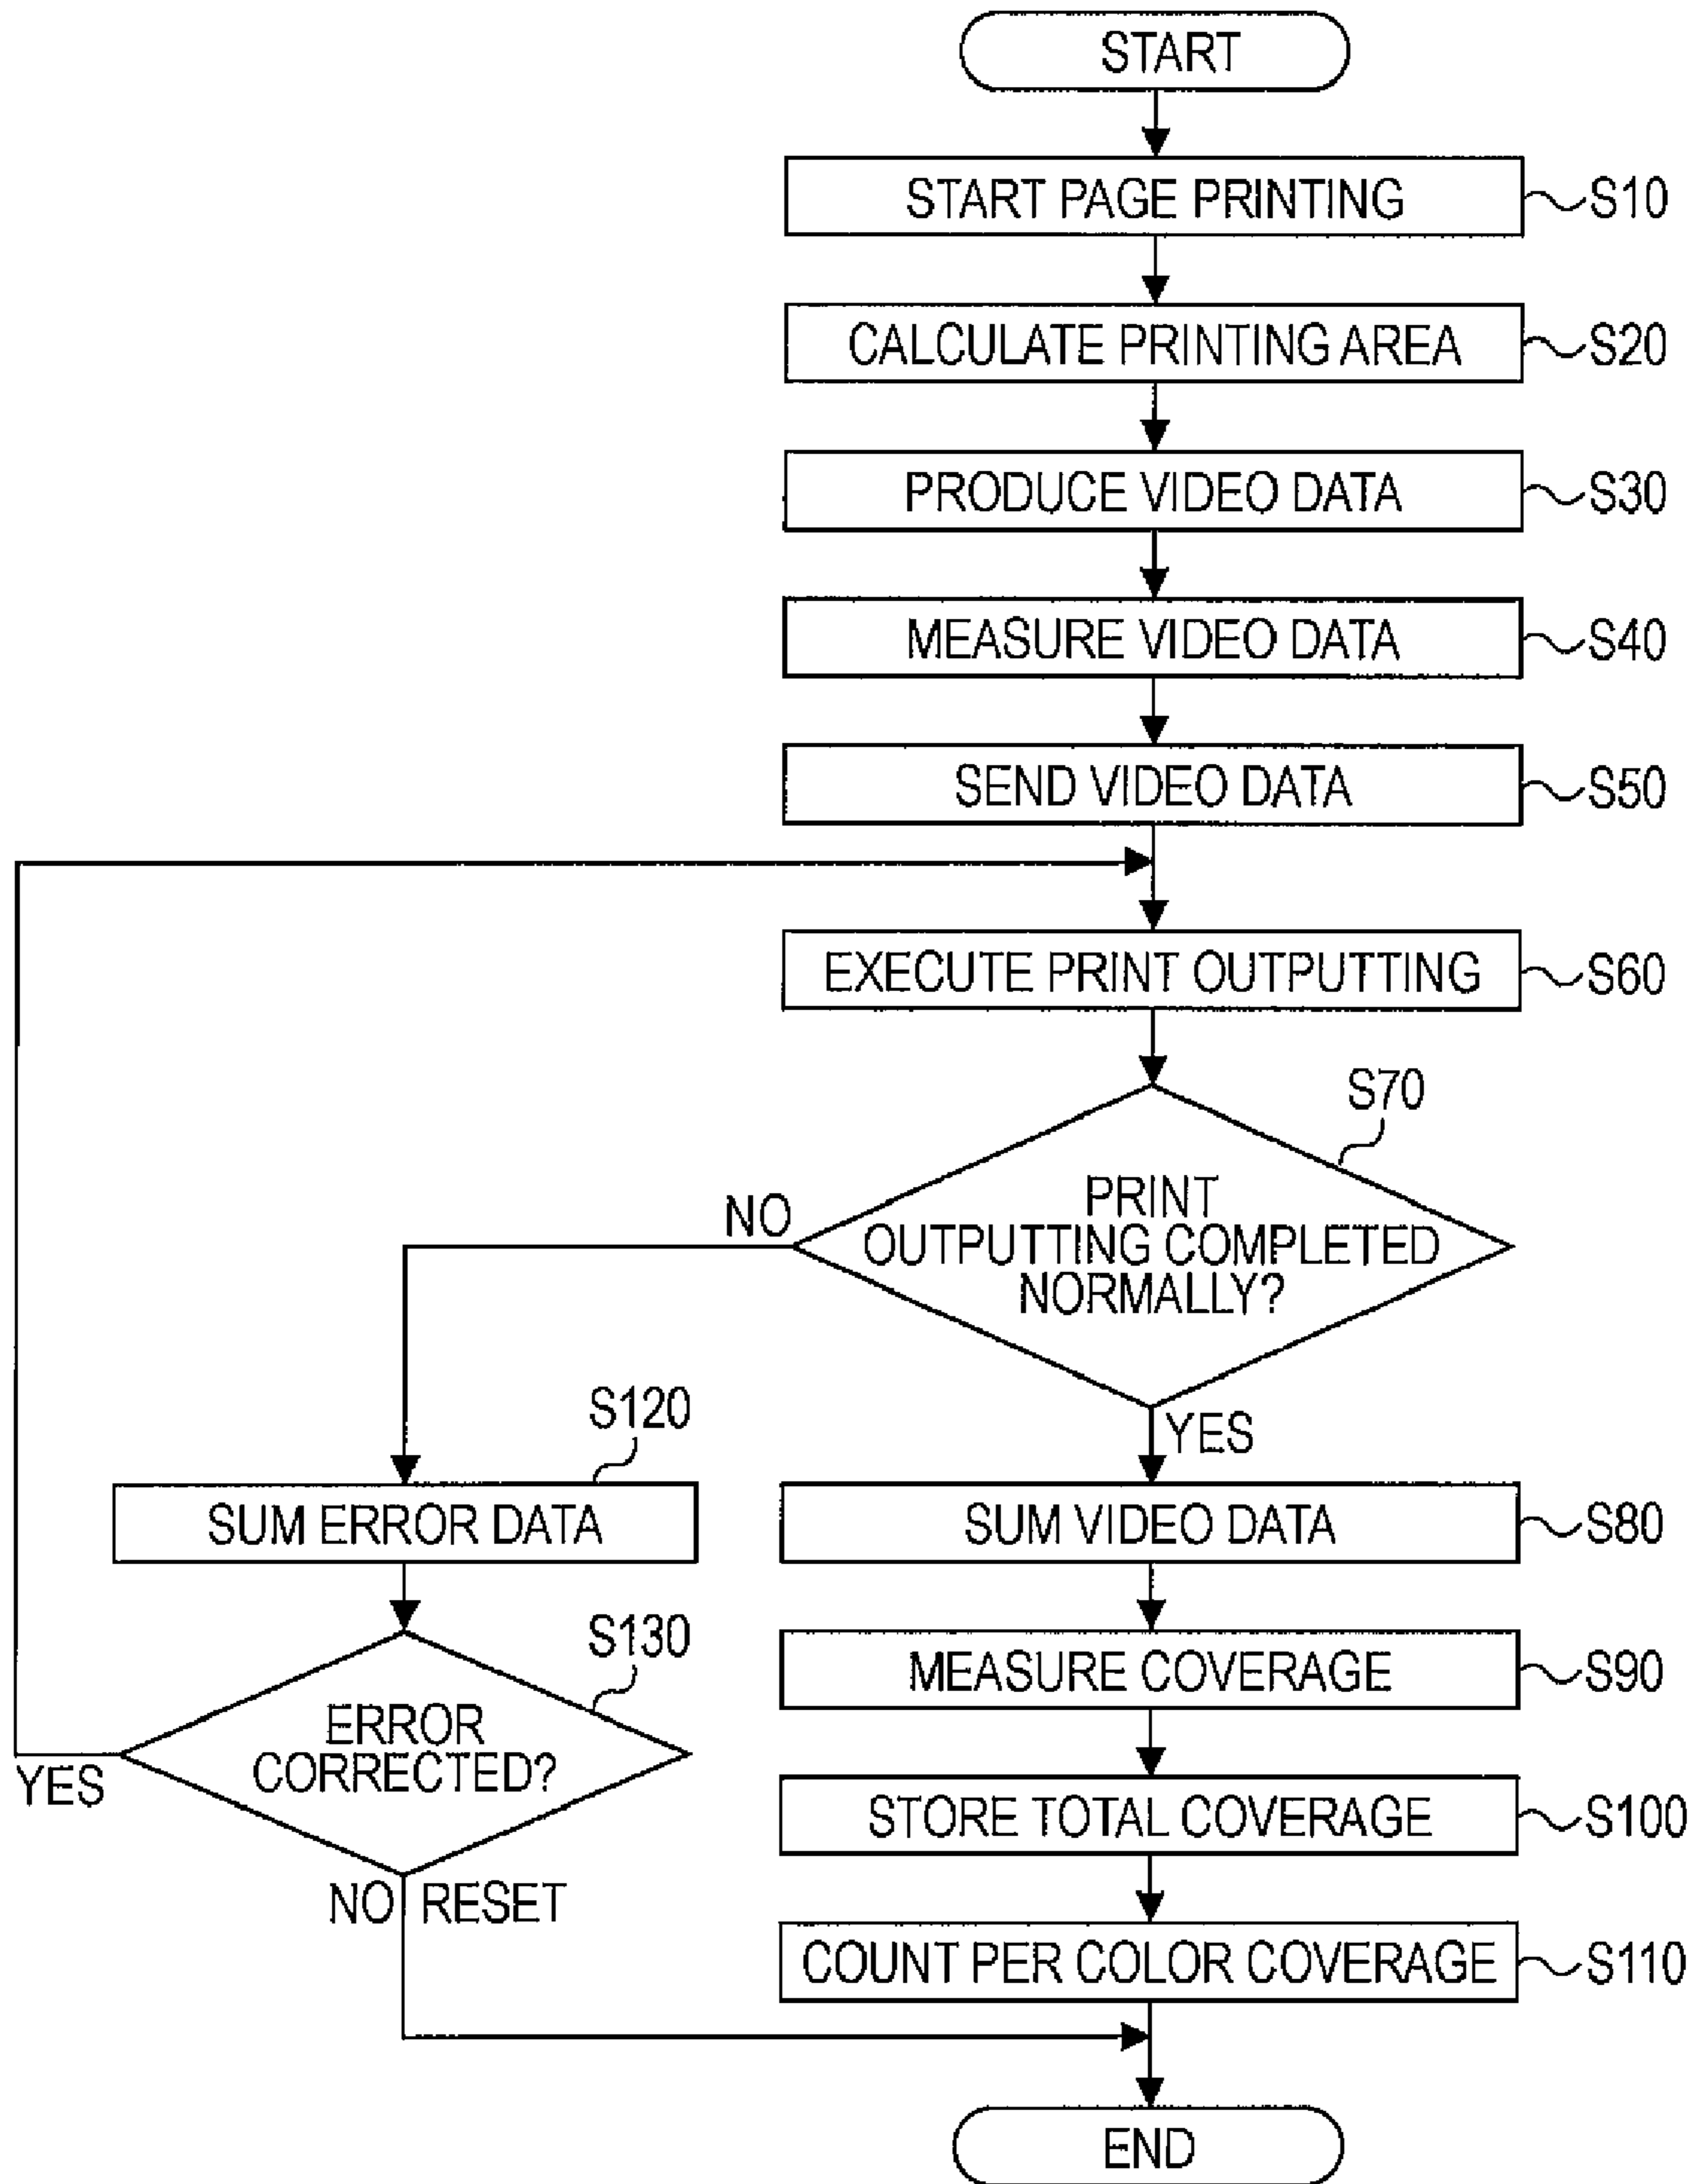 START
START PAGE PRINTING
S10
CALCULATE PRINTING AREA
S20
PRODUCE VIDEO DATA
S30
MEASURE VIDEO DATA
S40
SEND VIDEO DATA
S50
EXECUTE PRINT OUTPUTTING
S60
S70
PRINT
OUTPUTTING COMPLETED
NORMALLY?
NO
YES
S120
SUM ERROR DATA
SUM VIDEO DATA
S80
S130
ERROR
CORRECTED?
YES
NO RESET
MEASURE COVERAGE
S90
STORE TOTAL COVERAGE
S100
COUNT PER COLOR COVERAGE
S110
END